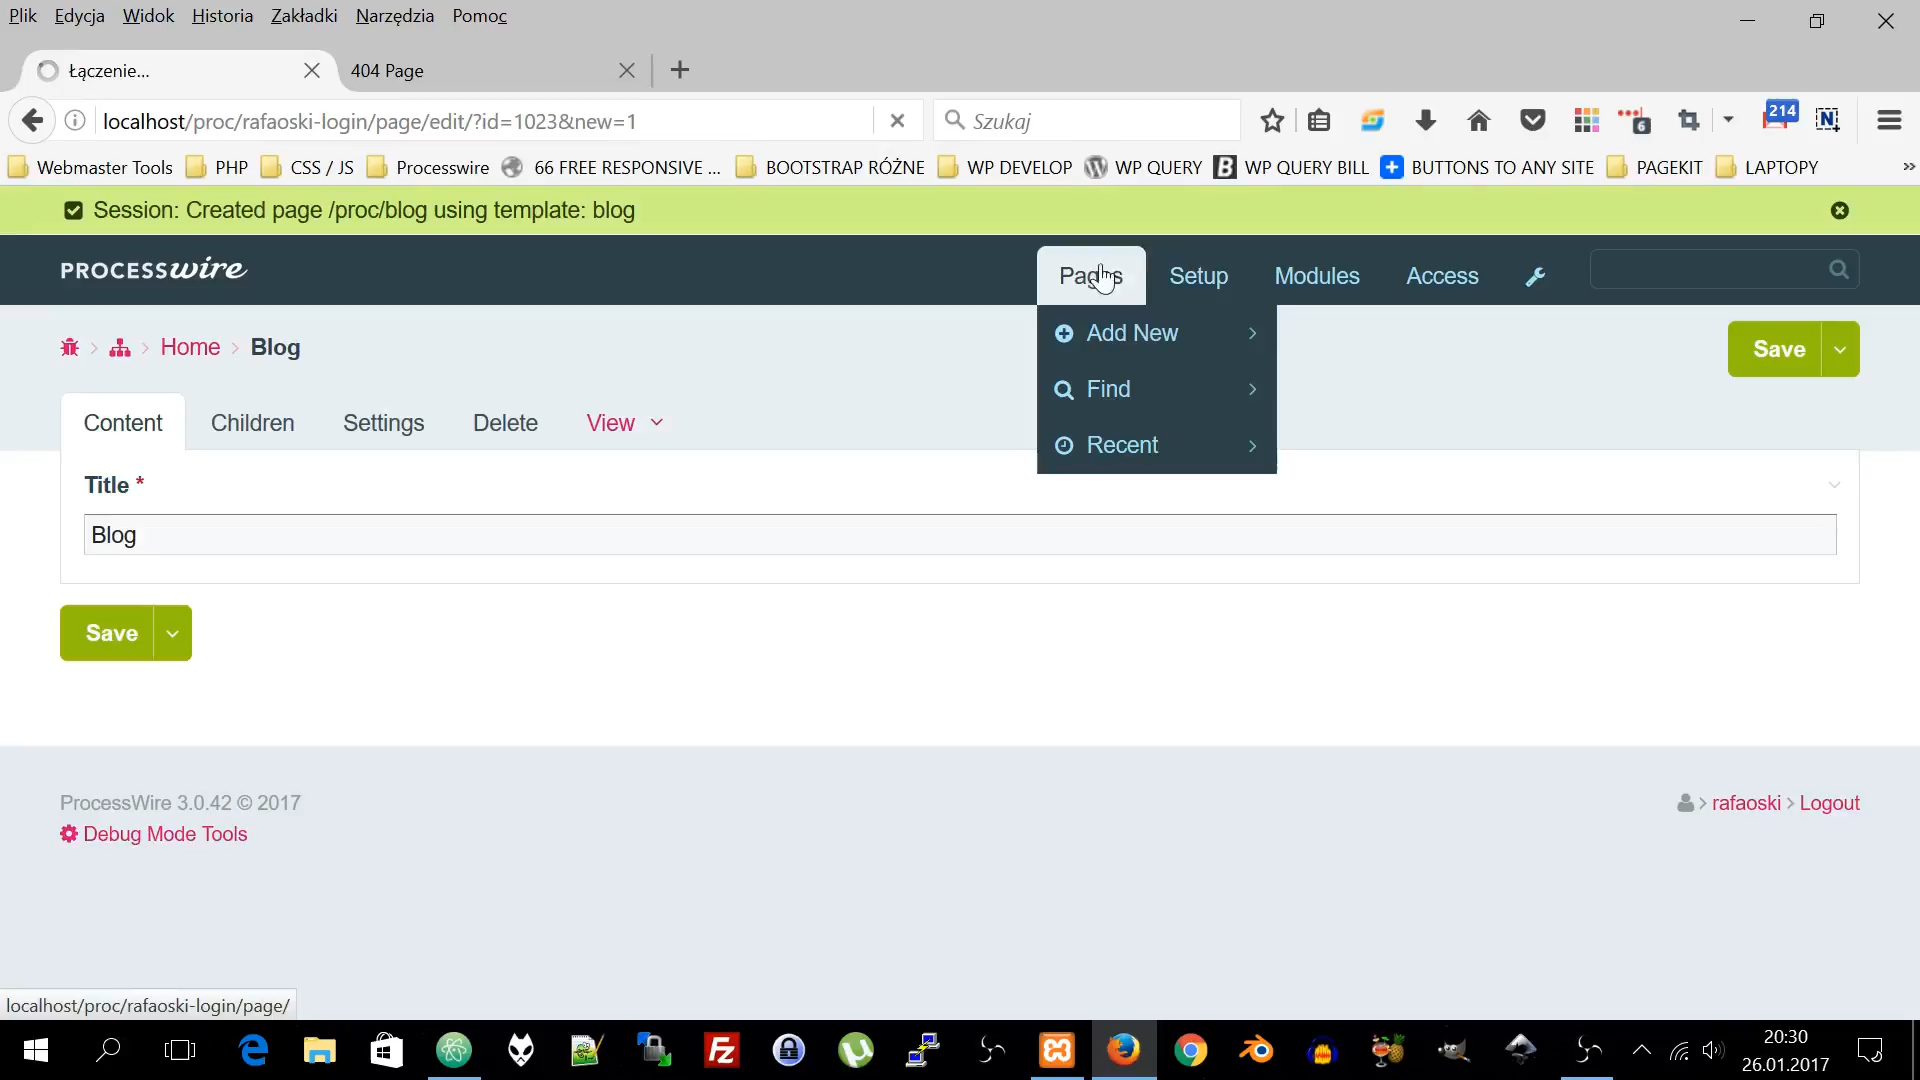 Plik Edycja Widok Historia Zakładki Narzędzia Pomoc
Łączenie... 404 Page
localhost/proc/rafaoski-login/page/edit/?id=1023&new=1 Szukaj 6 214 N
Webmaster Tools PHP CSS / JS Processwire 66 FREE RESPONSIVE ... BOOTSTRAP RÓŻNE WP DEVELOP WP QUERY B WP QUERY BILL BUTTONS TO ANY SITE PAGEKIT LAPTOPY »
Session: Created page /proc/blog using template: blog
PROCESSwire Pages Setup Modules Access
Add New
Find
Recent
Home > Blog Save
Content Children Settings Delete View
Title *
Blog
Save
ProcessWire 3.0.42 © 2017 rafaoski > Logout
Debug Mode Tools
localhost/proc/rafaoski-login/page/
Fz
20:30
26.01.2017